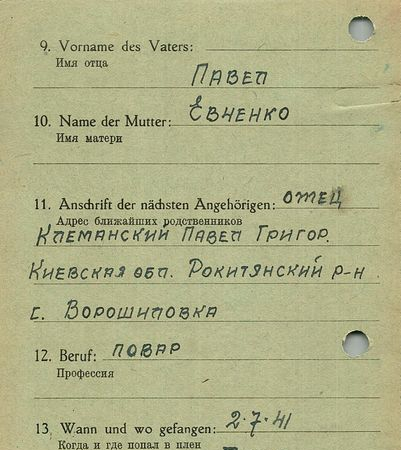 9. Vorname des Vaters:
Имя отца
Павел
10. Name der Mutter: Евченко
Имя матери
11. Anschrift der nächsten Angehörigen: отец
Адрес ближайших родственников
Клеманский Павел Григор.
Киевская обл. Рокитянский р-н
с. Ворошиловка
12. Beruf: повар
Профессия
13. Wann und wo gefangen: 2.7.41
Когда и где попал в плен